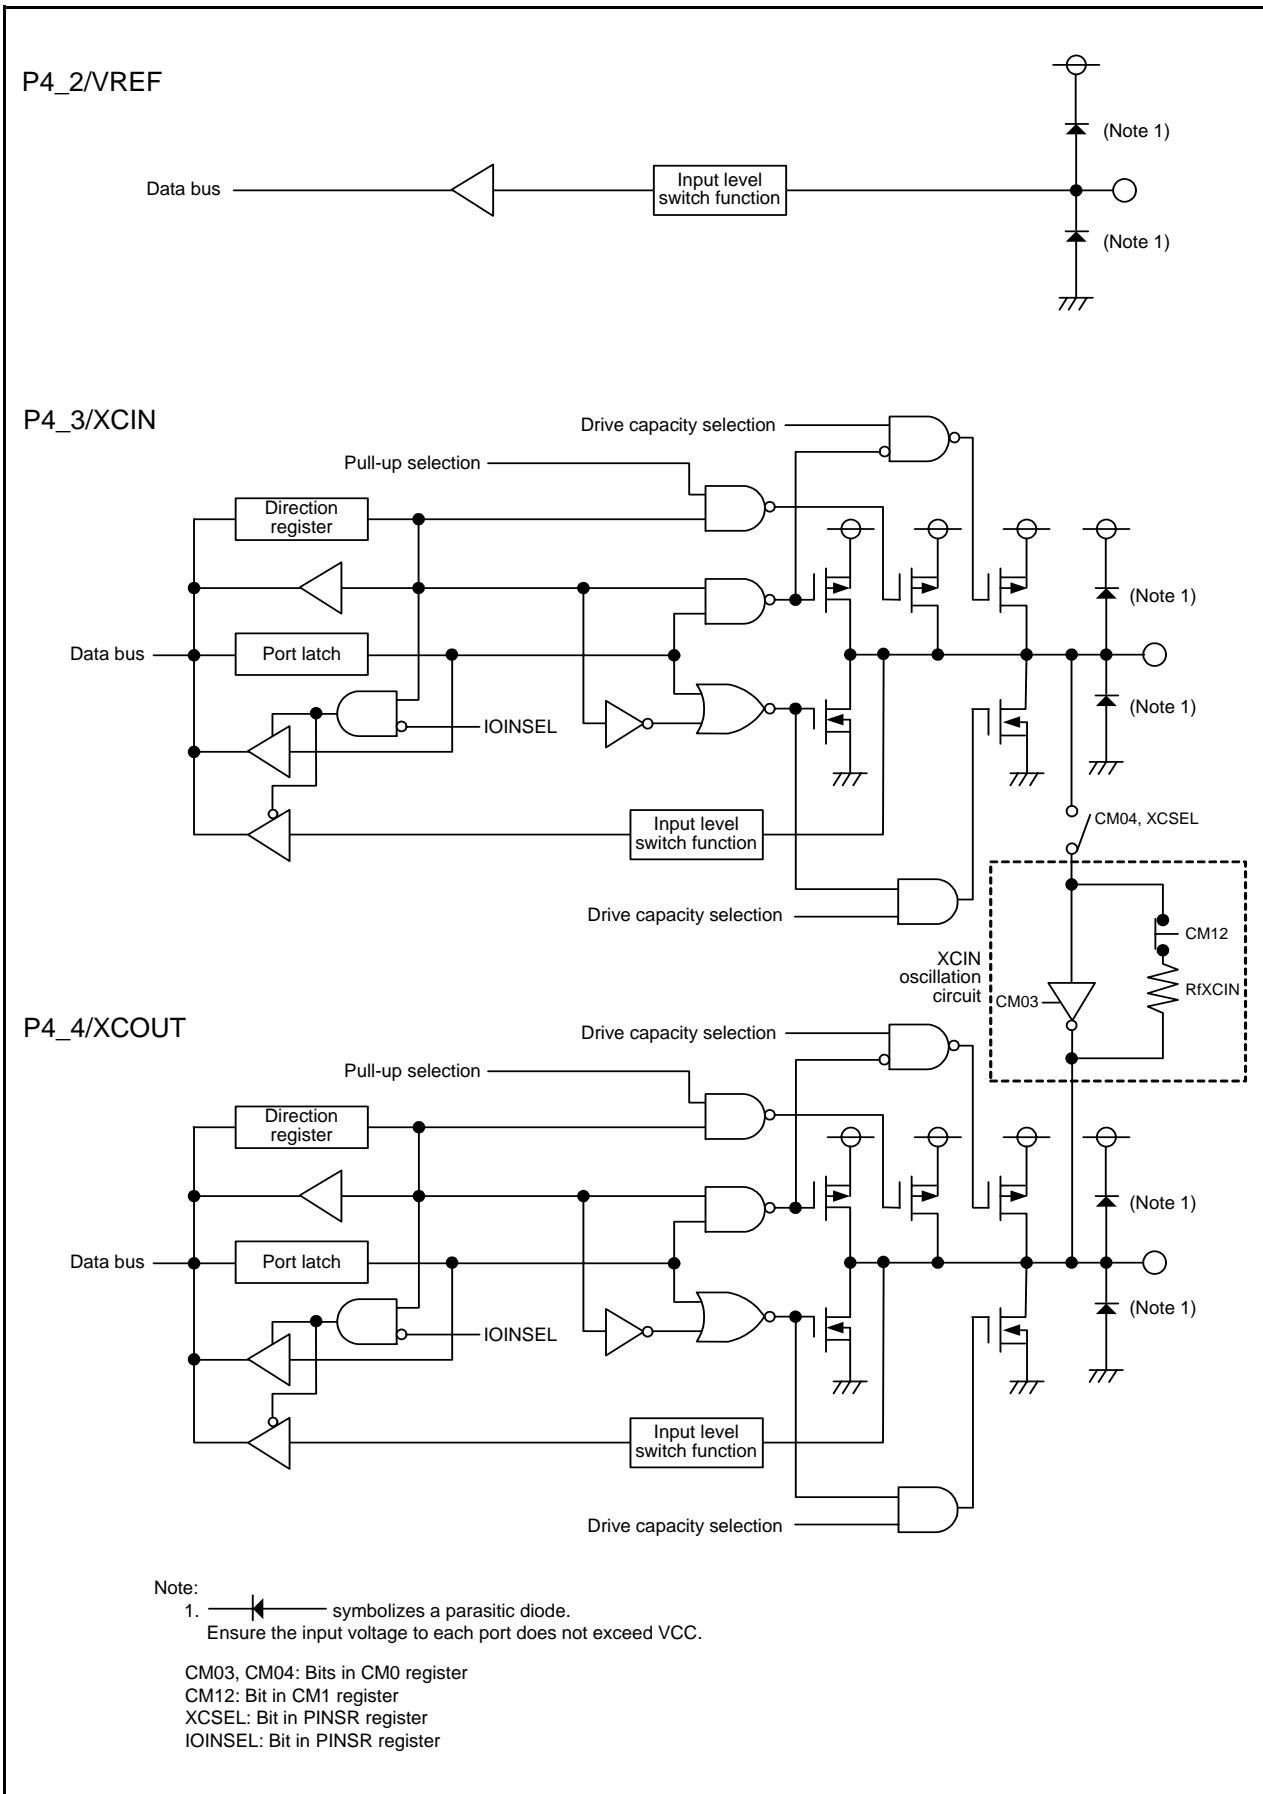 P4_2/VREF
(Note 1)
Data bus
Input level
switch function
(Note 1)
P4_3/XCIN
Drive capacity selection
Pull-up selection
Direction
register
(Note 1)
Data bus
Port latch
IOINSEL
(Note 1)
Input level
switch function
CM04, XCSEL
Drive capacity selection
XCIN
oscillation
circuit
CM12
CM03
RfXCIN
P4_4/XCOUT
Drive capacity selection
Pull-up selection
Direction
register
(Note 1)
Data bus
Port latch
IOINSEL
(Note 1)
Input level
switch function
Drive capacity selection
Note:
1. symbolizes a parasitic diode.
Ensure the input voltage to each port does not exceed VCC.
CM03, CM04: Bits in CM0 register
CM12: Bit in CM1 register
XCSEL: Bit in PINSR register
IOINSEL: Bit in PINSR register